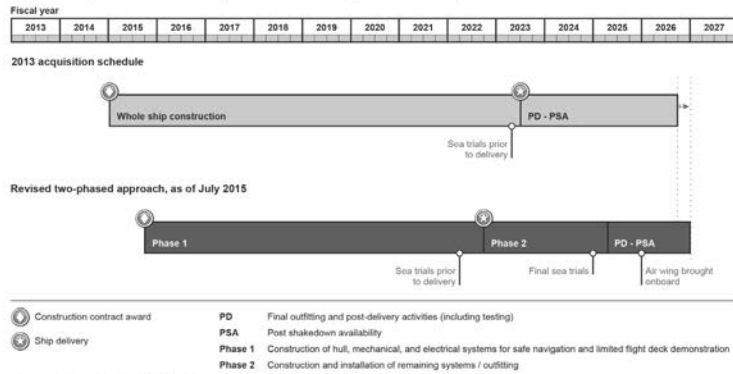 Fiscal year
2013 2014 2015 2016 2017 2018 2019 2020 2021 2022 2023 2024 2025 2026 2027
2013 acquisition schedule
Whole ship construction PD - PSA
Sea trials prior
to delivery
Revised two-phased approach, as of July 2015
Phase 1 Phase 2 PD - PSA
Sea trials prior
to delivery
Final sea trials
Air wing brought
onboard
Construction contract award
Ship delivery
PD Final outfitting and post-delivery activities (including testing)
PSA Post shakedown availability
Phase 1 Construction of hull, mechanical, and electrical systems for safe navigation and limited flight deck demonstration
Phase 2 Construction and installation of remaining systems / outfitting